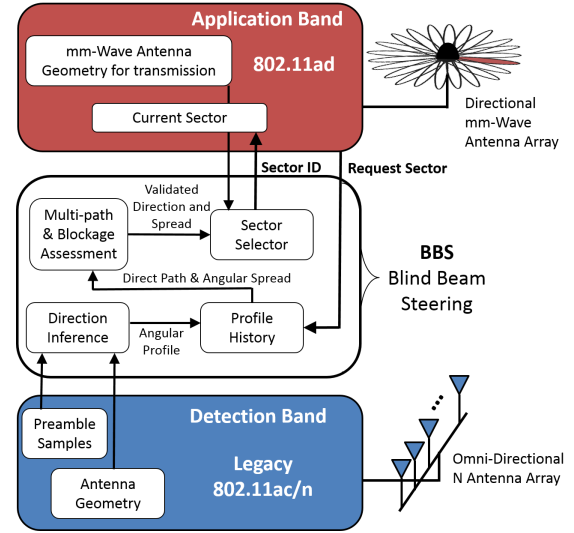 Application Band
mm-Wave Antenna
Geometry for transmission
802.11ad
Current Sector
Directional
mm-Wave
Antenna Array
Sector ID
Request Sector
Validated
Direction and
Spread
Multi-path
& Blockage
Assessment
Sector
Selector
BBS
Blind Beam
Steering
Direct Path & Angular Spread
Direction
Inference
Angular
Profile
Profile
History
Detection Band
Preamble
Samples
Legacy
802.11ac/n
Antenna
Geometry
Omni-Directional
N Antenna Array